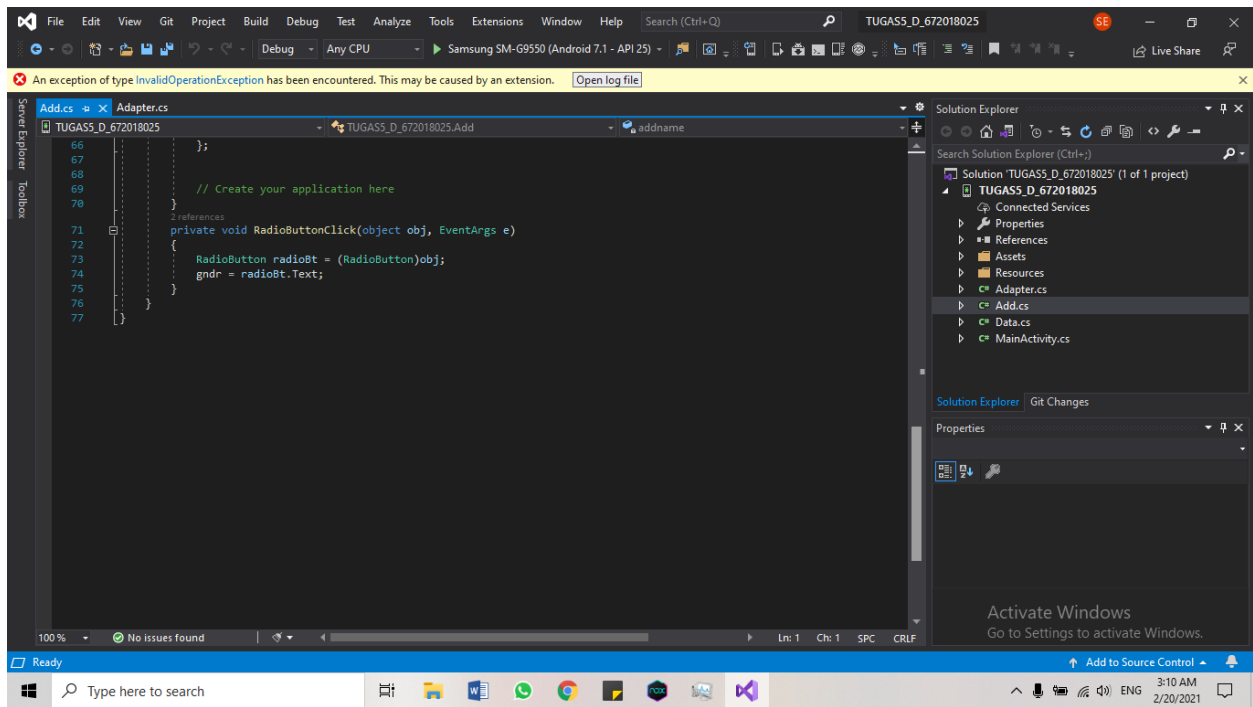 File Edit View Git Project Build Debug Test Analyze Tools Extensions Window Help Search (Ctrl+Q) TUGAS5_D_672018025 SE
Debug Any CPU Samsung SM-G9550 (Android 7.1 - API 25) Live Share
An exception of type InvalidOperationException has been encountered. This may be caused by an extension. Open log file
Server Explorer
Toolbox
Add.cs Adapter.cs
TUGAS5_D_672018025 TUGAS5_D_672018025.Add addname
66 };
67
68
69 // Create your application here
70 }
2 references
71 private void RadioButtonClick(object obj, EventArgs e)
72 {
73 RadioButton radioBt = (RadioButton)obj;
74 gndr = radioBt.Text;
75 }
76 }
77 }
100 % No issues found Ln: 1 Ch: 1 SPC CRLF
Solution Explorer
Search Solution Explorer (Ctrl+;)
Solution 'TUGAS5_D_672018025' (1 of 1 project)
TUGAS5_D_672018025
Connected Services
Properties
References
Assets
Resources
C# Adapter.cs
C# Add.cs
C# Data.cs
C# MainActivity.cs
Solution Explorer Git Changes
Properties
Activate Windows
Go to Settings to activate Windows.
Ready Add to Source Control
Type here to search ENG 3:10 AM
2/20/2021